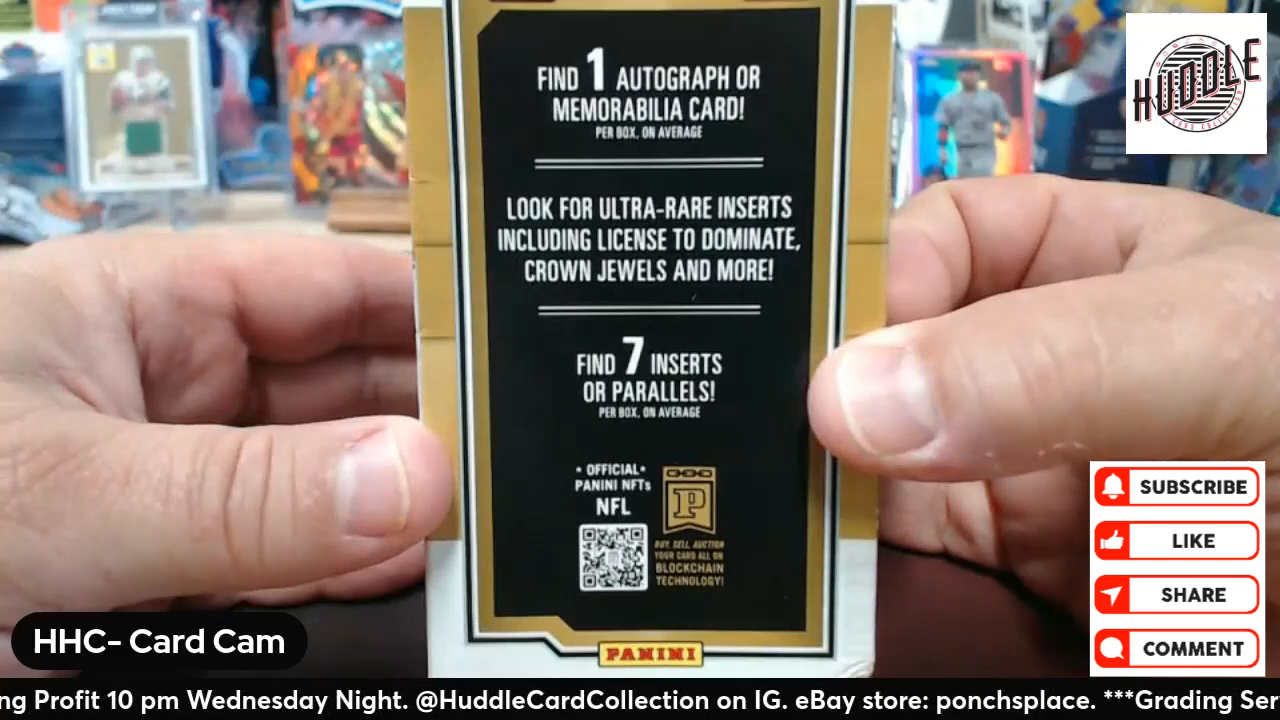 FIND 1 AUTOGRAPH OR
MEMORABILIA CARD!
PER BOX, ON AVERAGE
LOOK FOR ULTRA-RARE INSERTS
INCLUDING LICENSE TO DOMINATE,
CROWN JEWELS AND MORE!
FIND 7 INSERTS
OR PARALLELS!
PER BOX, ON AVERAGE
• OFFICIAL •
PANINI NFTs
NFL
P
BUY, SELL, AUCTION
YOUR CARD ALL ON
BLOCKCHAIN
TECHNOLOGY!
PANINI
HUDDLE
SUBSCRIBE
LIKE
SHARE
COMMENT
HHC- Card Cam
ng Profit 10 pm Wednesday Night. @HuddleCardCollection on IG. eBay store: ponchsplace. ***Grading Ser